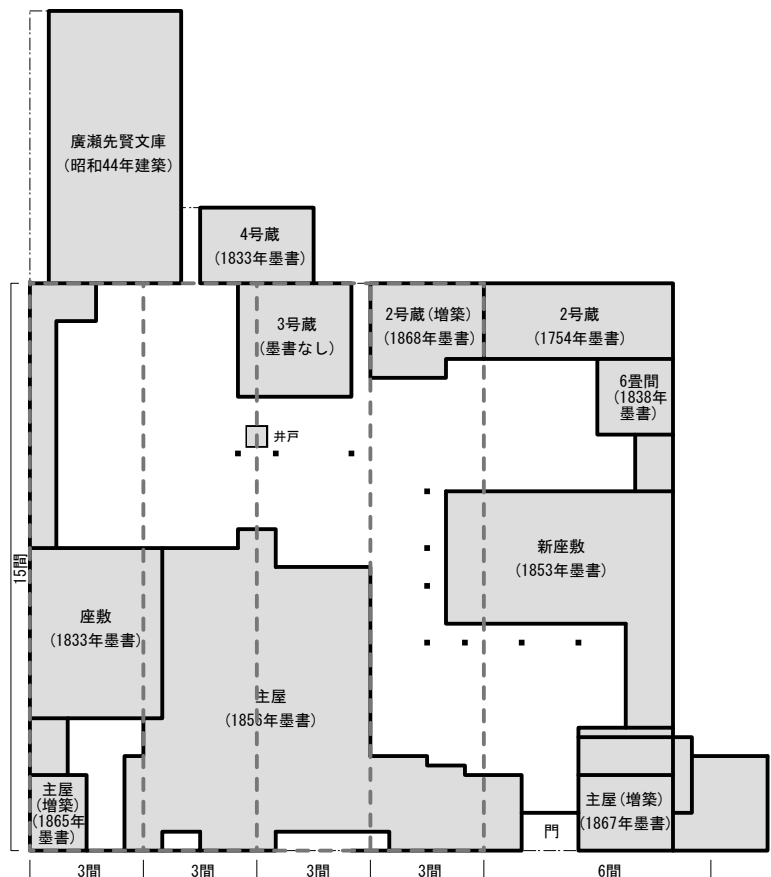 廣瀬先賢文庫
（昭和44年建築）
4号蔵
（1833年墨書）
3号蔵
（墨書なし）
2号蔵（増築）
（1868年墨書）
2号蔵
（1754年墨書）
6畳間
（1838年
墨書）
井戸
15間
新座敷
（1853年墨書）
座敷
（1833年墨書）
主屋
（1856年墨書）
主屋
（増築）
（1865年
墨書）
門
主屋（増築）
（1867年墨書）
3間
3間
3間
3間
6間